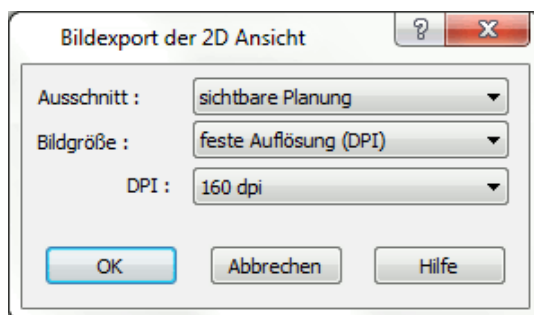 Bildexport der 2D Ansicht
Ausschnitt : sichtbare Planung
Bildgröße : feste Auflösung (DPI)
DPI : 160 dpi
OK Abbrechen Hilfe